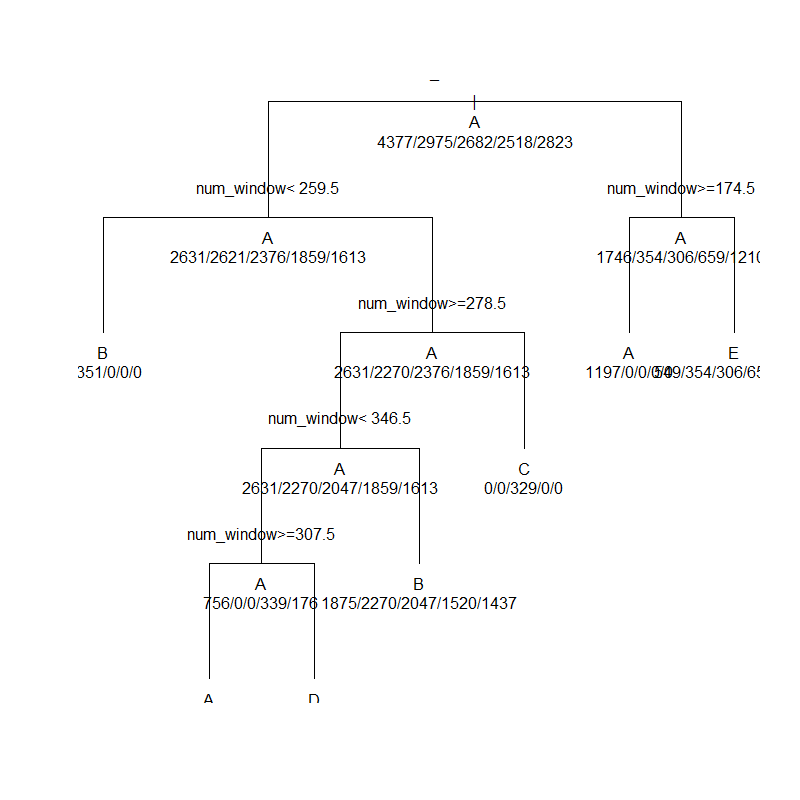 A
4377/2975/2682/2518/2823
num_window< 259.5
num_window>=174.5
A
2631/2621/2376/1859/1613
A
1746/354/306/659/1210
num_window>=278.5
B
351/0/0/0
A
2631/2270/2376/1859/1613
A
1197/0/0/
E
549/354/306/65
num_window< 346.5
A
2631/2270/2047/1859/1613
C
0/0/329/0/0
num_window>=307.5
A
756/0/0/339/176
B
1875/2270/2047/1520/1437
A
D